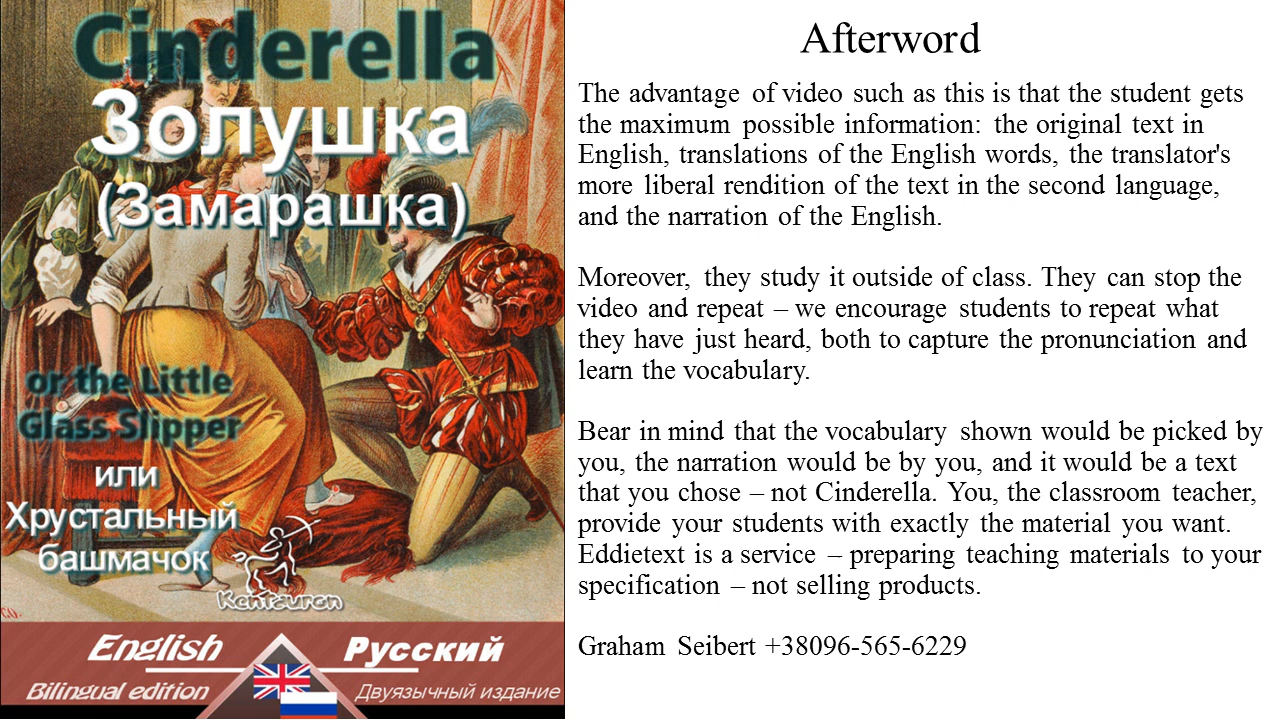 Cinderella
Золушка
(Замарашка)
or the Little
Glass Slipper
или
Хрустальный
башмачок
Kentauron
English
Русский
Bilingual edition
Двуязычный издание
Afterword
The advantage of video such as this is that the student gets
the maximum possible information: the original text in
English, translations of the English words, the translator's
more liberal rendition of the text in the second language,
and the narration of the English.
Moreover, they study it outside of class. They can stop the
video and repeat – we encourage students to repeat what
they have just heard, both to capture the pronunciation and
learn the vocabulary.
Bear in mind that the vocabulary shown would be picked by
you, the narration would be by you, and it would be a text
that you chose – not Cinderella. You, the classroom teacher,
provide your students with exactly the material you want.
Eddietext is a service – preparing teaching materials to your
specification – not selling products.
Graham Seibert +38096-565-6229